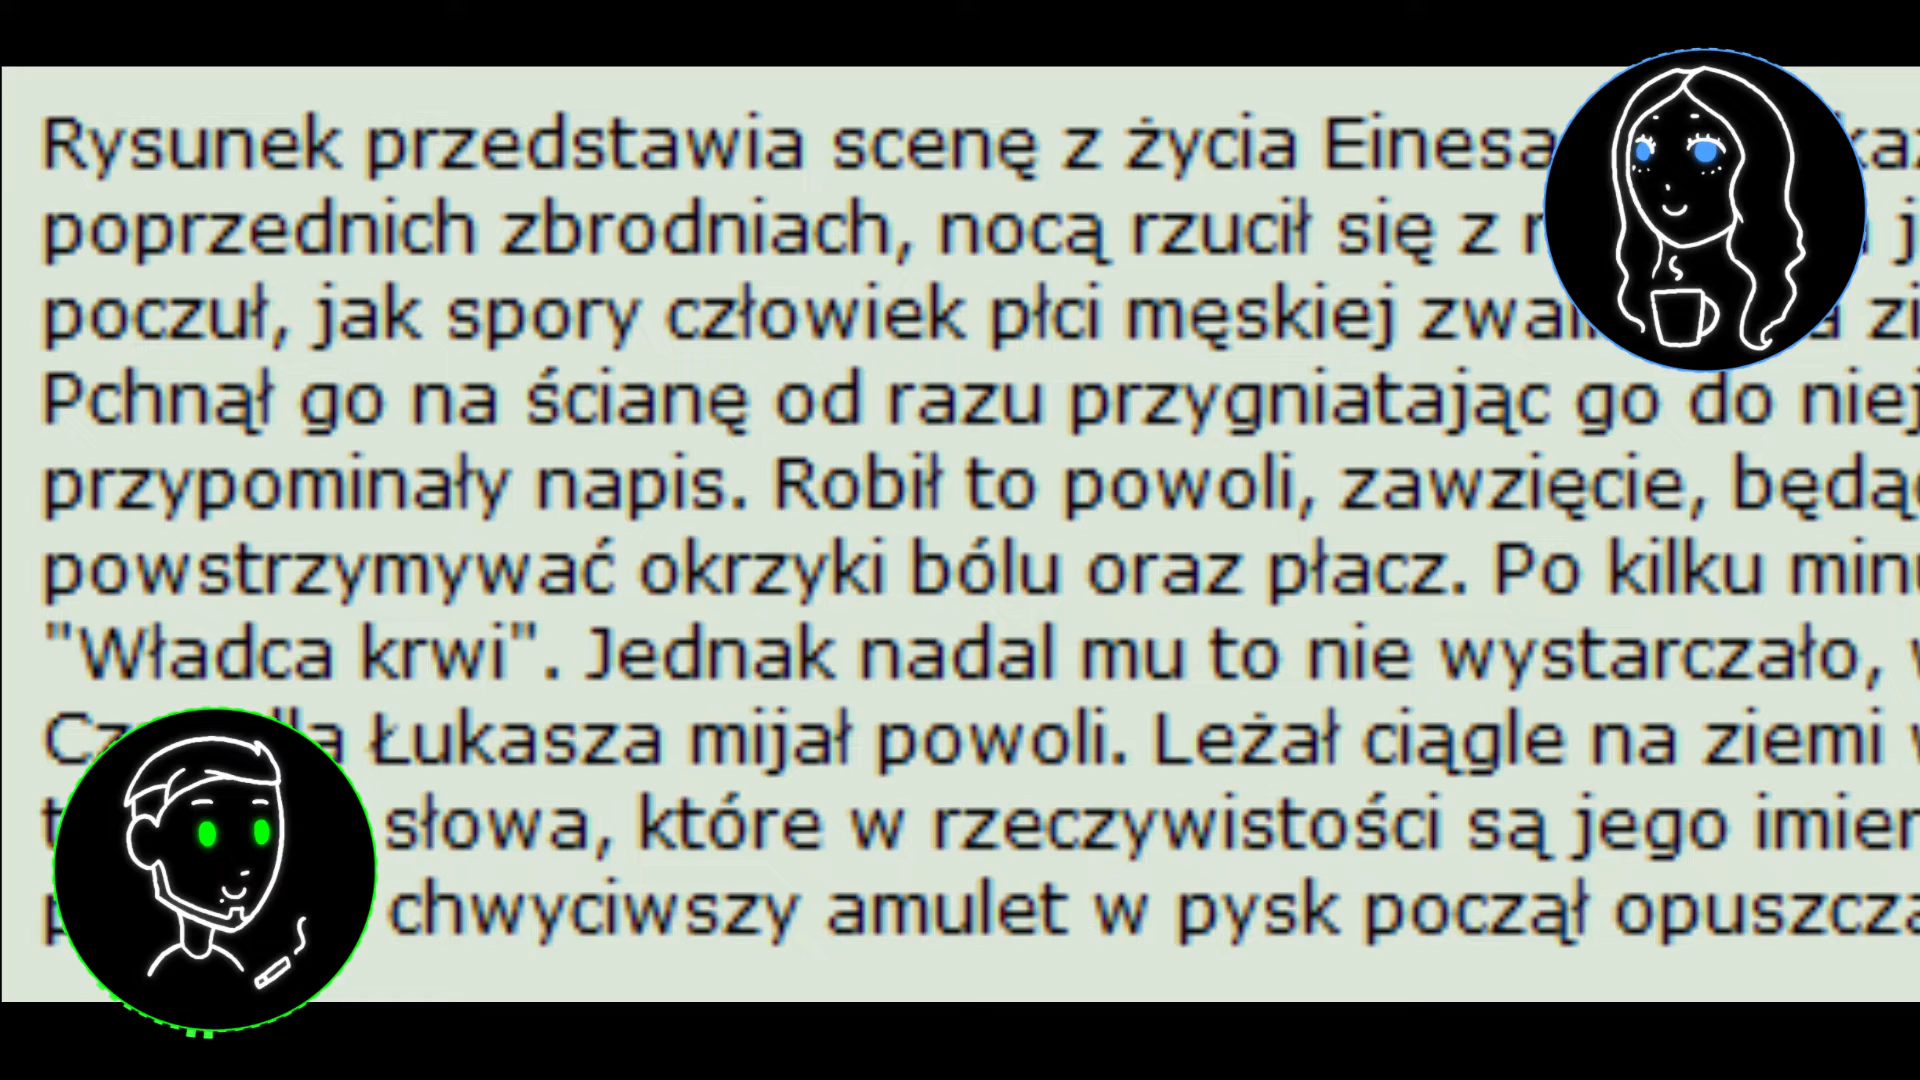 Rysunek przedstawia scenę z życia
poprzednich zbrodniach, nocą rzucił się z
poczuł, jak spory człowiek płci męskiej
Pchnął go na ścianę od razu przygniatając go do niej
przypominały napis. Robił to powoli, zawzięcie,
powstrzymywać okrzyki bólu oraz płacz. Po kilku
"Władca krwi". Jednak nadal mu to nie wystarczało,
Łukasza mijał powoli. Leżał ciągle na ziemi
słowa, które w rzeczywistości są jego
chwyciwszy amulet w pysk począł